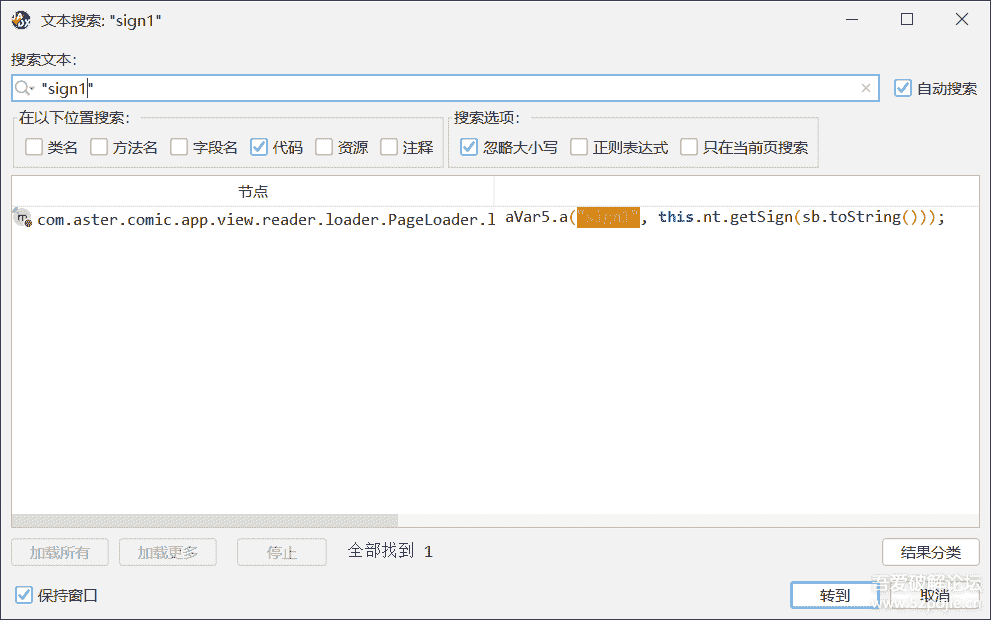 文本搜索: "sign1"
搜索文本:
"sign1"
自动搜索
在以下位置搜索:
搜索选项:
类名 方法名 字段名 代码 资源 注释
忽略大小写 正则表达式 只在当前页搜索
节点
com.aster.comic.app.view.reader.loader.PageLoader.l
aVar5.a("sign1", this.nt.getSign(sb.toString()));
加载所有 加载更多 停止 全部找到 1 结果分类
保持窗口 转到 取消
吾爱破解论坛
www.52pojie.cn